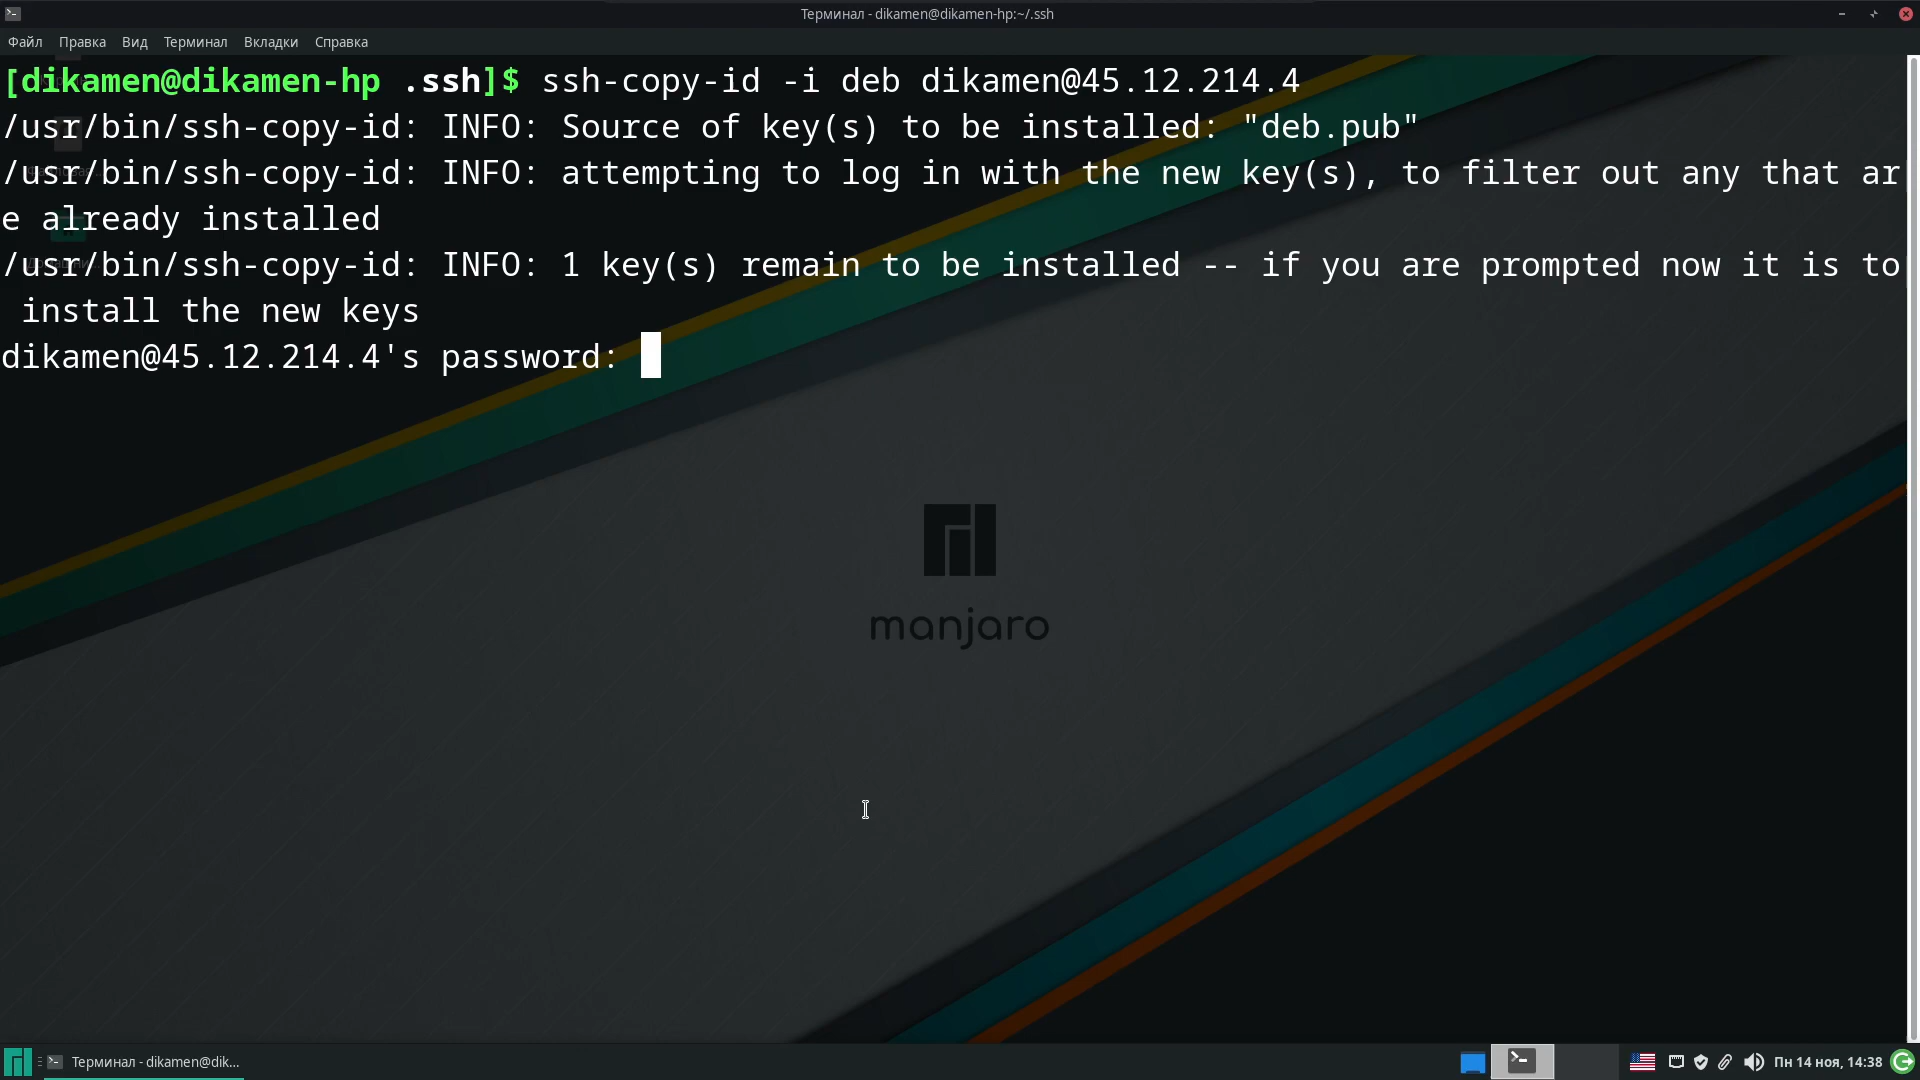 Терминал - dikamen@dikamen-hp:~/.ssh
Файл Правка Вид Терминал Вкладки Справка
[dikamen@dikamen-hp .ssh]$ ssh-copy-id -i deb dikamen@45.12.214.4
/usr/bin/ssh-copy-id: INFO: Source of key(s) to be installed: "deb.pub"
/usr/bin/ssh-copy-id: INFO: attempting to log in with the new key(s), to filter out any that ar
e already installed
/usr/bin/ssh-copy-id: INFO: 1 key(s) remain to be installed -- if you are prompted now it is to
 install the new keys
dikamen@45.12.214.4's password:
manjaro
Терминал - dikamen@dik...
Пн 14 ноя, 14:38